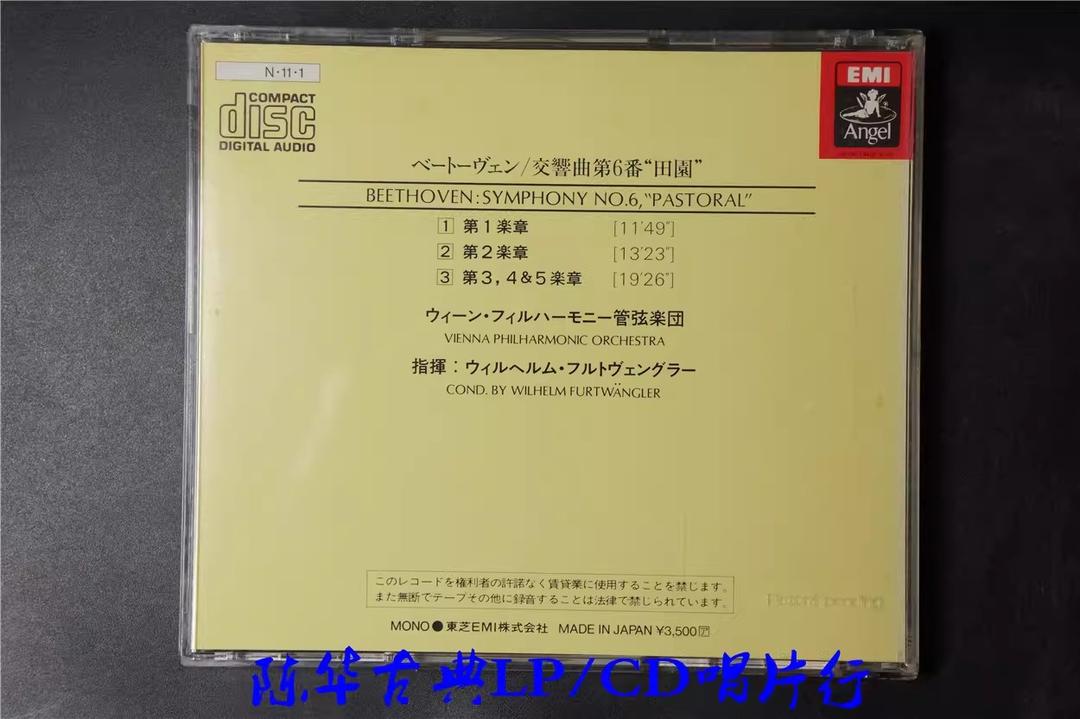 N・11・1
COMPACT
disc
DIGITAL AUDIO
EMI
Angel
ベートーヴェン/交響曲第6番“田園”
BEETHOVEN: SYMPHONY NO.6, “PASTORAL”
1 第1楽章 [11'49"]
2 第2楽章 [13'23"]
3 第3,4&5楽章 [19'26"]
ウィーン・フィルハーモニー管弦楽団
VIENNA PHILHARMONIC ORCHESTRA
指揮:ウィルヘルム・フルトヴェングラー
COND. BY WILHELM FURTWÄNGLER
このレコードを権利者の許諾なく賃貸業に使用することを禁じます。
また無断でテープその他に録音することは法律で禁じられています。
Patent pending
MONO●東芝EMI株式会社 MADE IN JAPAN ¥3,500ア
陈华古典LP/CD唱片行